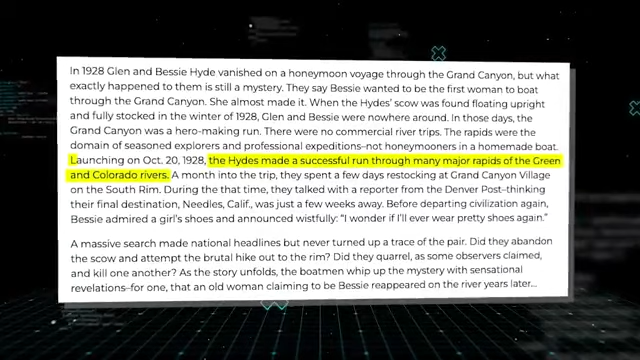 In 1928 Glen and Bessie Hyde vanished on a honeymoon voyage through the Grand Canyon, but what
exactly happened to them is still a mystery. They say Bessie wanted to be the first woman to boat
through the Grand Canyon. She almost made it. When the Hydes’ scow was found floating upright
and fully stocked in the winter of 1928, Glen and Bessie were nowhere around. In those days, the
Grand Canyon was a hero-making run. There were no commercial river trips. The rapids were the
domain of seasoned explorers and professional expeditions–not honeymooners in a homemade boat.
Launching on Oct. 20, 1928, the Hydes made a successful run through many major rapids of the Green
and Colorado rivers. A month into the trip, they spent a few days restocking at Grand Canyon Village
on the South Rim. During the that time, they talked with a reporter from the Denver Post–thinking
their final destination, Needles, Calif., was just a few weeks away. Before departing civilization again,
Bessie admired a girl’s shoes and announced wistfully: “I wonder if I’ll ever wear pretty shoes again.”
A massive search made national headlines but never turned up a trace of the pair. Did they abandon
the scow and attempt the brutal hike out to the rim? Did they quarrel, as some observers claimed,
and kill one another? As the story unfolds, the boatmen whip up the mystery with sensational
revelations–for one, that an old woman claiming to be Bessie reappeared on the river years later...